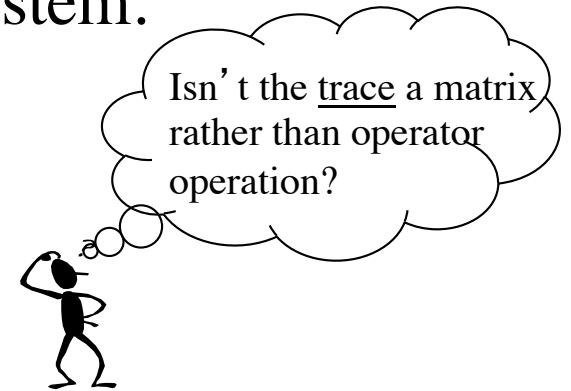 stem.
Isn’t the trace a matrix
rather than operator
operation?